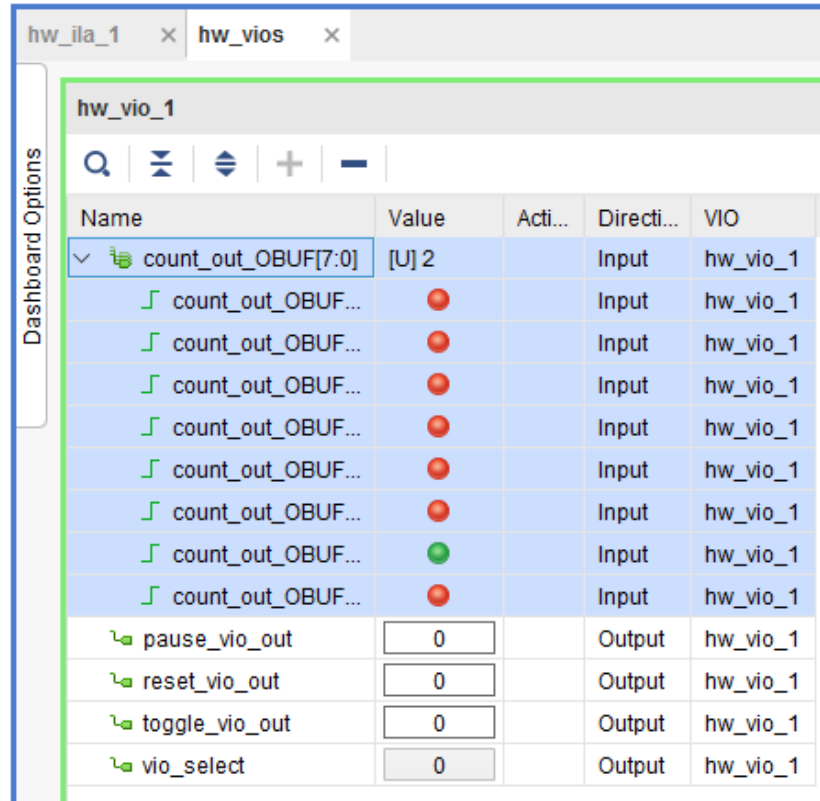 hw_ila_1 × hw_vios ×
Dashboard Options
hw_vio_1
Name Value Acti... Directi... VIO
count_out_OBUF[7:0] [U] 2 Input hw_vio_1
count_out_OBUF... Input hw_vio_1
count_out_OBUF... Input hw_vio_1
count_out_OBUF... Input hw_vio_1
count_out_OBUF... Input hw_vio_1
count_out_OBUF... Input hw_vio_1
count_out_OBUF... Input hw_vio_1
count_out_OBUF... Input hw_vio_1
count_out_OBUF... Input hw_vio_1
pause_vio_out 0 Output hw_vio_1
reset_vio_out 0 Output hw_vio_1
toggle_vio_out 0 Output hw_vio_1
vio_select 0 Output hw_vio_1